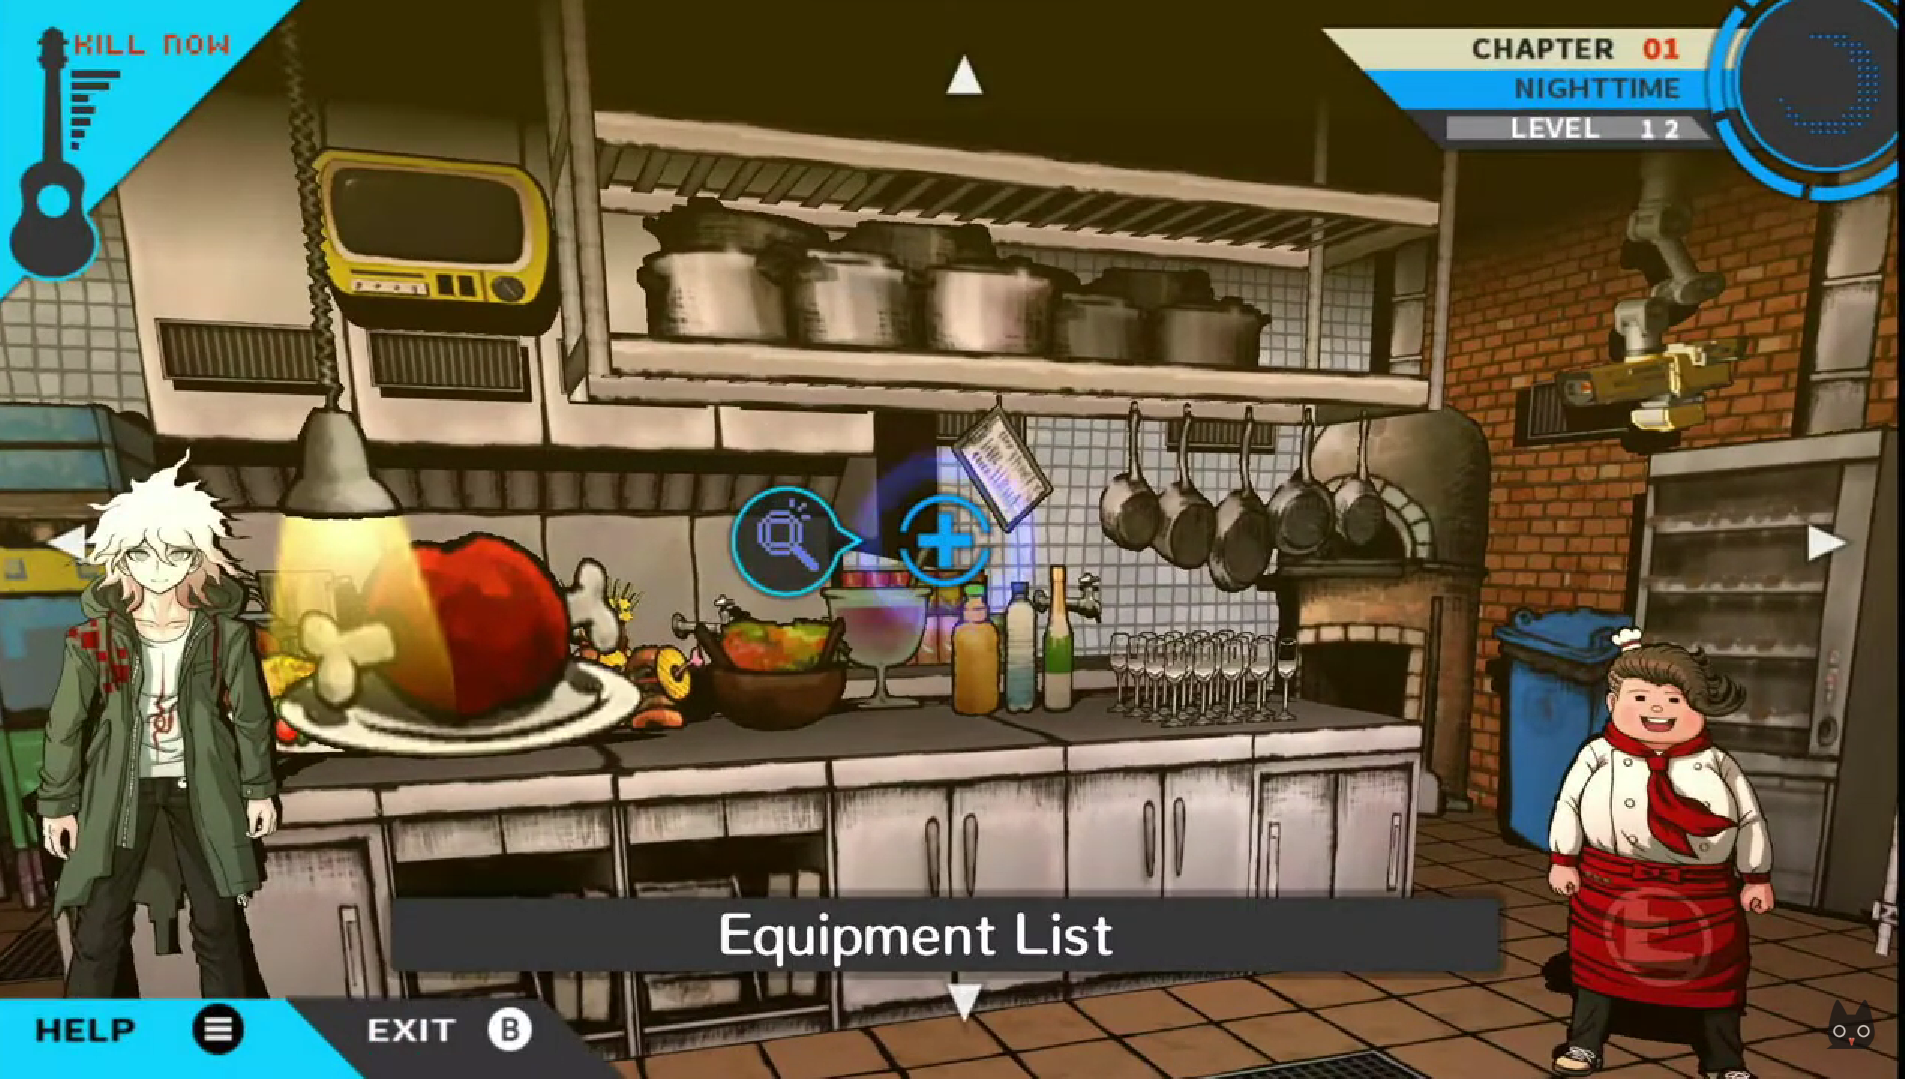 KILL NOW
CHAPTER 01
NIGHTTIME
LEVEL 12
Equipment List
HELP
EXIT B